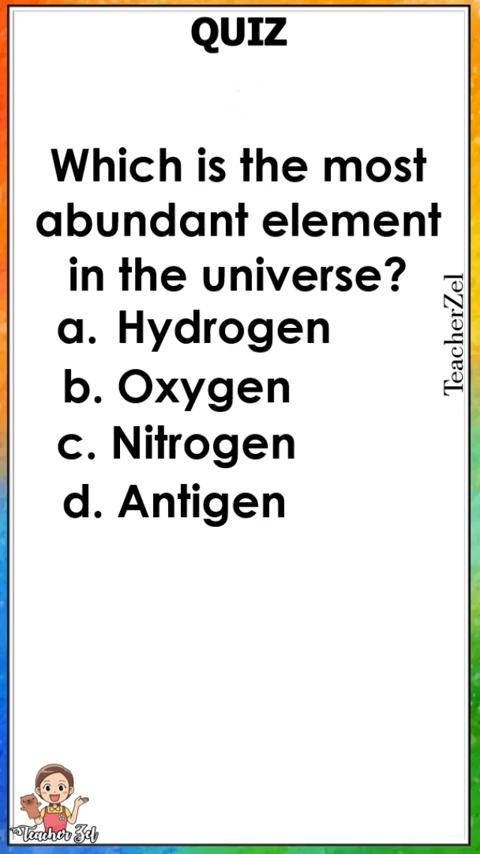 QUIZ
Which is the most
abundant element
in the universe?
a. Hydrogen
b. Oxygen
c. Nitrogen
d. Antigen
TeacherZel
Teacher Zel